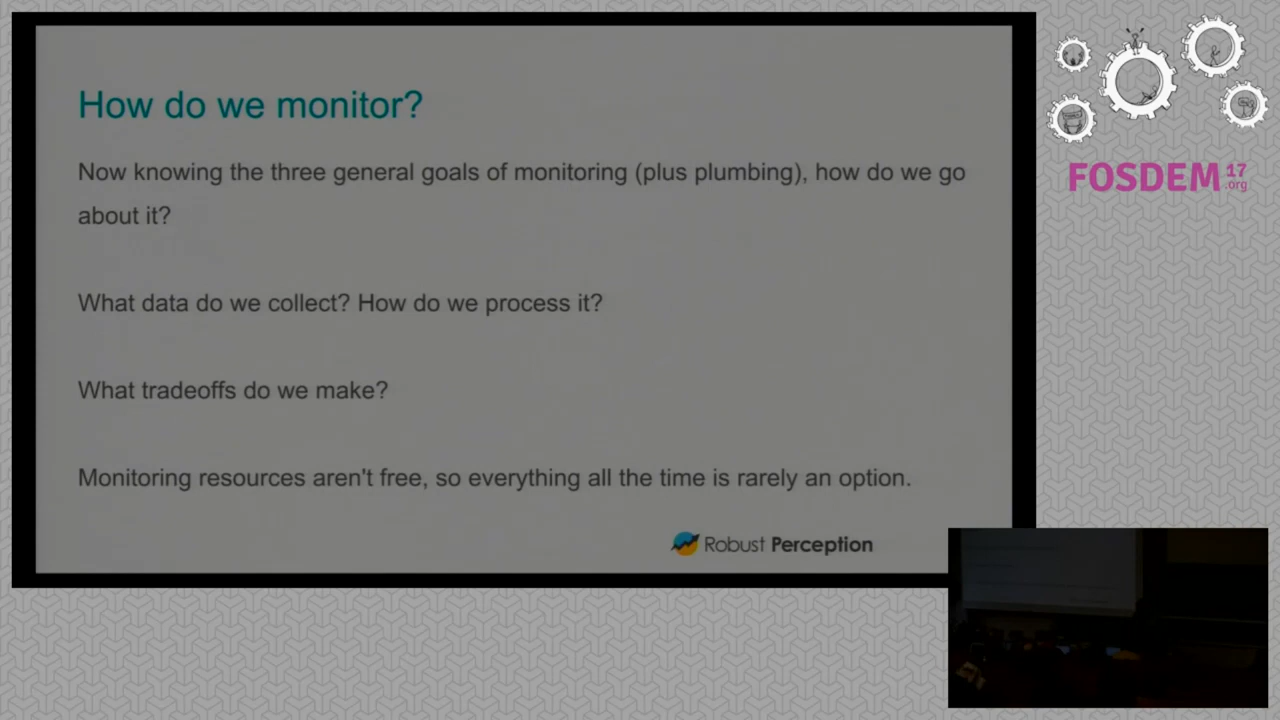 How do we monitor?
Now knowing the three general goals of monitoring (plus plumbing), how do we go
about it?
What data do we collect? How do we process it?
What tradeoffs do we make?
Monitoring resources aren't free, so everything all the time is rarely an option.
Robust Perception
FOSDEM 17
.org